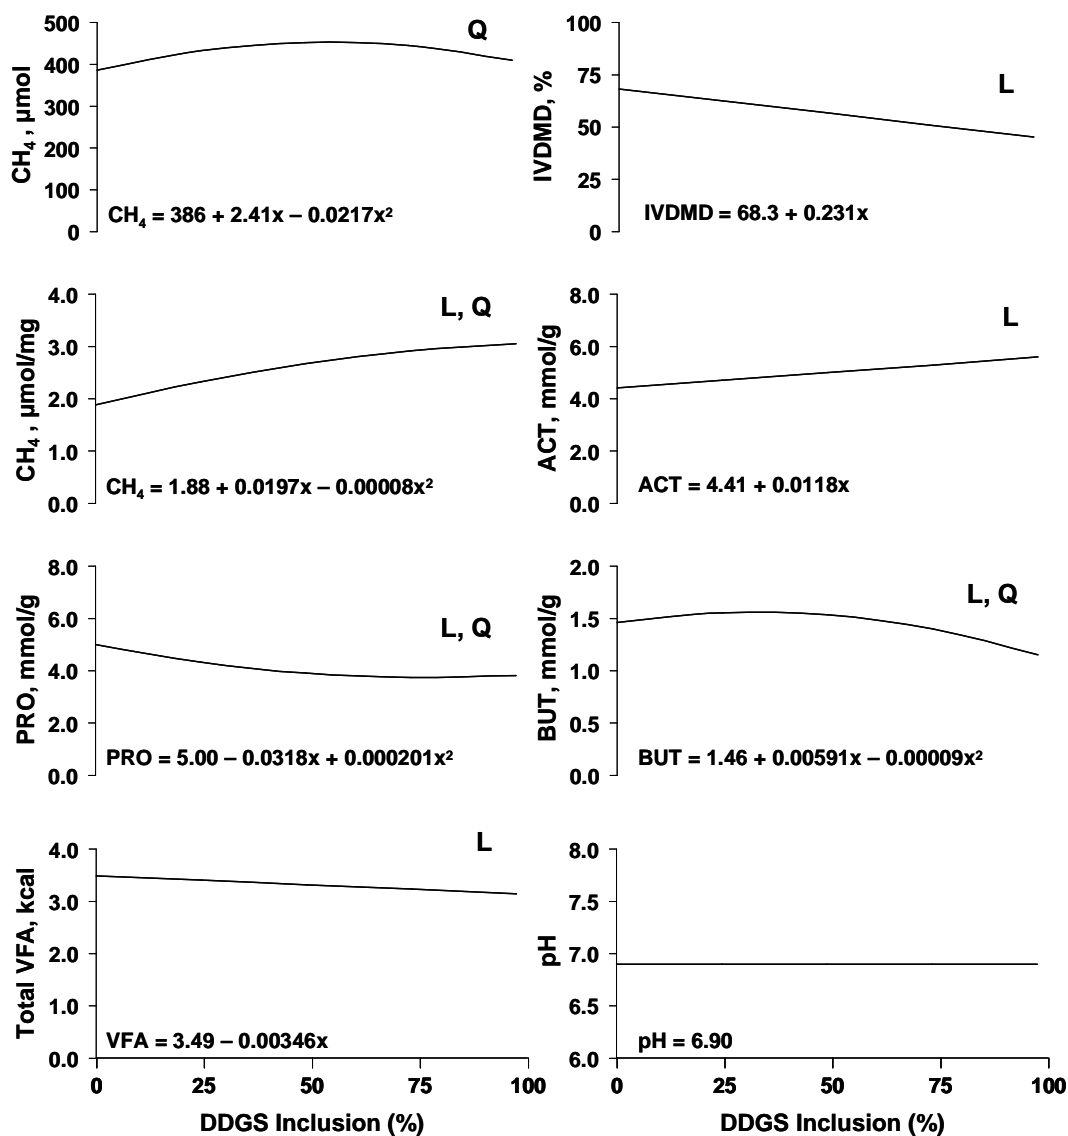 500
400
300
200
100
0
CH₄ , µmol
Q
CH₄ = 386 + 2.41x – 0.0217x²
100
75
50
25
0
IVDMD, %
L
IVDMD = 68.3 + 0.231x
4.0
3.0
2.0
1.0
0.0
CH₄ , µmol/mg
L, Q
CH₄ = 1.88 + 0.0197x – 0.00008x²
8.0
6.0
4.0
2.0
0.0
ACT, mmol/g
L
ACT = 4.41 + 0.0118x
8.0
6.0
4.0
2.0
0.0
PRO, mmol/g
L, Q
PRO = 5.00 – 0.0318x + 0.000201x²
2.0
1.5
1.0
0.5
0.0
BUT, mmol/g
L, Q
BUT = 1.46 + 0.00591x – 0.00009x²
4.0
3.0
2.0
1.0
0.0
Total VFA, kcal
L
VFA = 3.49 – 0.00346x
0 25 50 75 100
DDGS Inclusion (%)
8.0
7.5
7.0
6.5
6.0
pH
pH = 6.90
0 25 50 75 100
DDGS Inclusion (%)